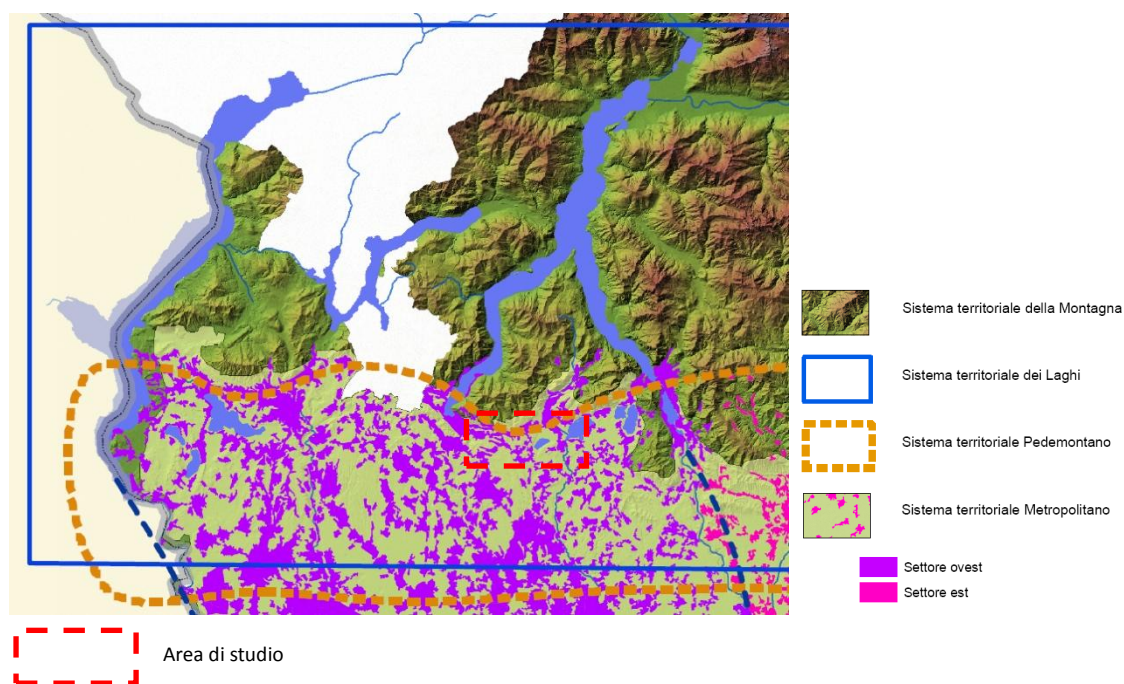 Sistema territoriale della Montagna
Sistema territoriale dei Laghi
Sistema territoriale Pedemontano
Sistema territoriale Metropolitano
Settore ovest
Settore est
Area di studio